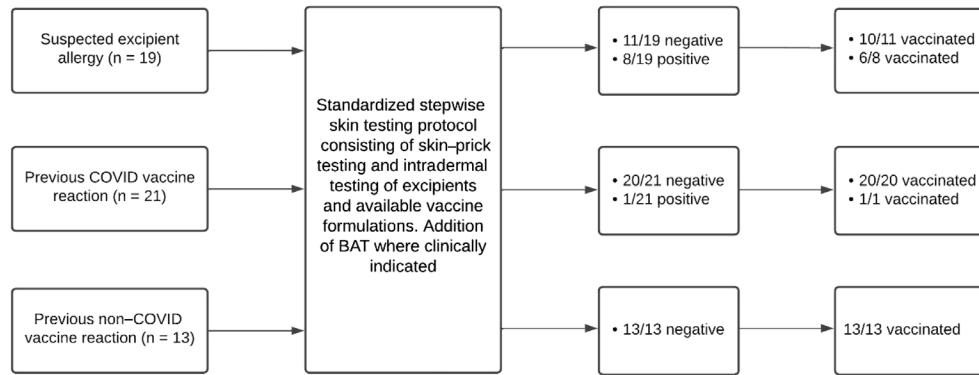 Suspected excipient
allergy (n = 19)
Previous COVID vaccine
reaction (n = 21)
Previous non–COVID
vaccine reaction (n = 13)
Standardized stepwise
skin testing protocol
consisting of skin–prick
testing and intradermal
testing of excipients
and available vaccine
formulations. Addition
of BAT where clinically
indicated
• 11/19 negative
• 8/19 positive
• 20/21 negative
• 1/21 positive
• 13/13 negative
• 10/11 vaccinated
• 6/8 vaccinated
• 20/20 vaccinated
• 1/1 vaccinated
13/13 vaccinated